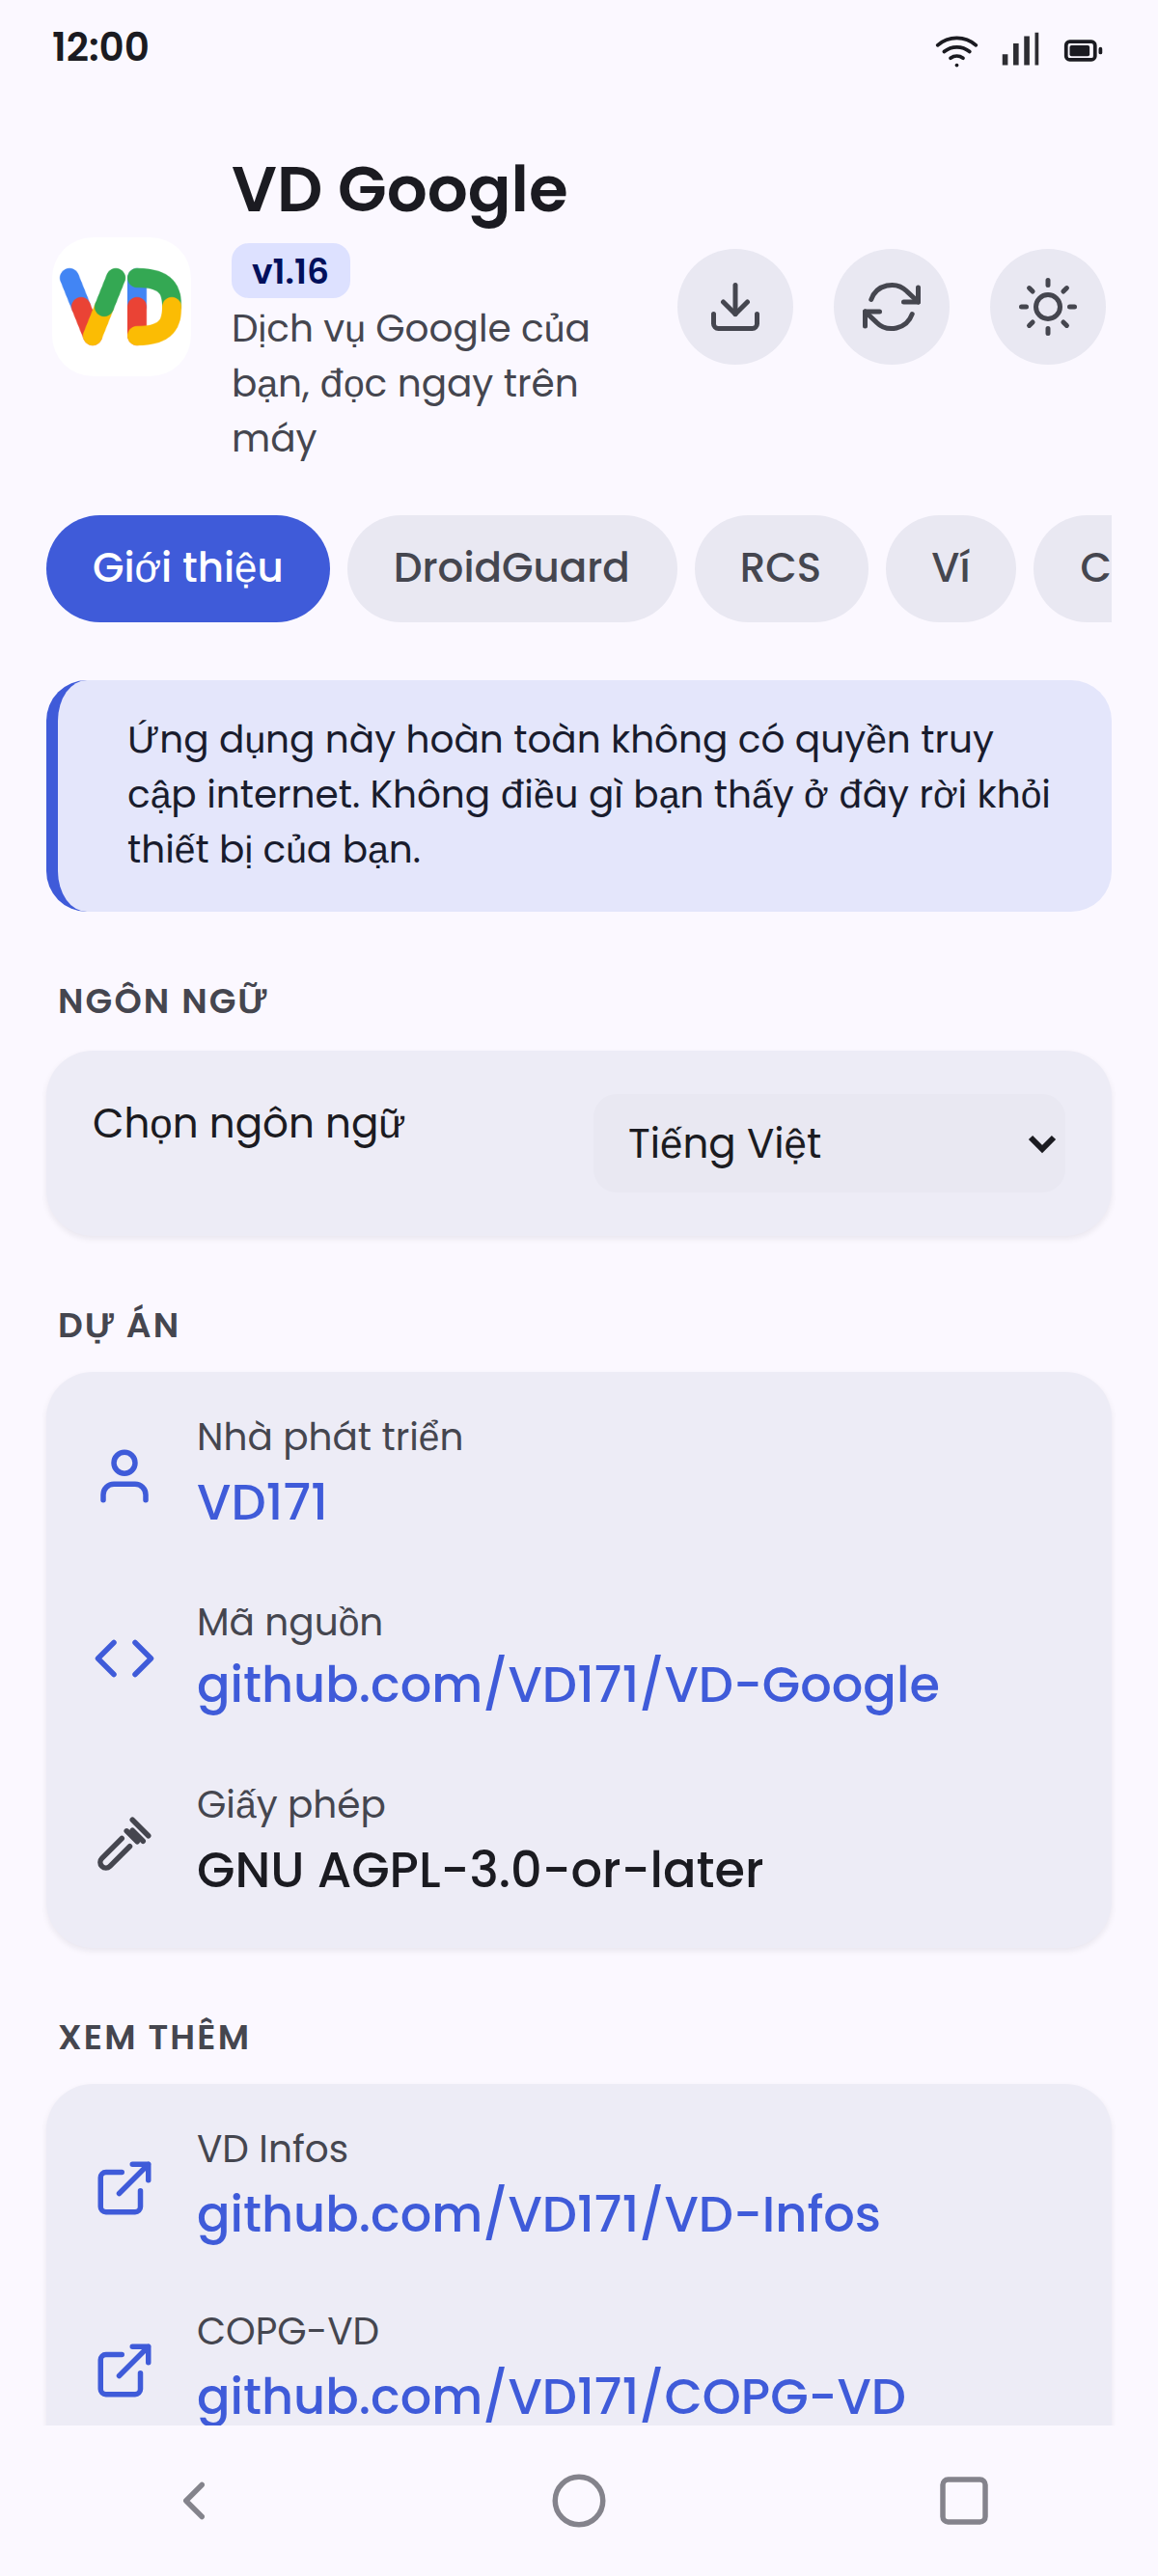 12:00
VD Google
VD
v1.16
Dịch vụ Google của
bạn, đọc ngay trên
máy
Giới thiệu
DroidGuard
RCS
Ví
C
Ứng dụng này hoàn toàn không có quyền truy
cập internet. Không điều gì bạn thấy ở đây rời khỏi
thiết bị của bạn.
NGÔN NGỮ
Chọn ngôn ngữ
Tiếng Việt
DỰ ÁN
Nhà phát triển
VD171
Mã nguồn
github.com/VD171/VD-Google
Giấy phép
GNU AGPL-3.0-or-later
XEM THÊM
VD Infos
github.com/VD171/VD-Infos
COPG-VD
github.com/VD171/COPG-VD